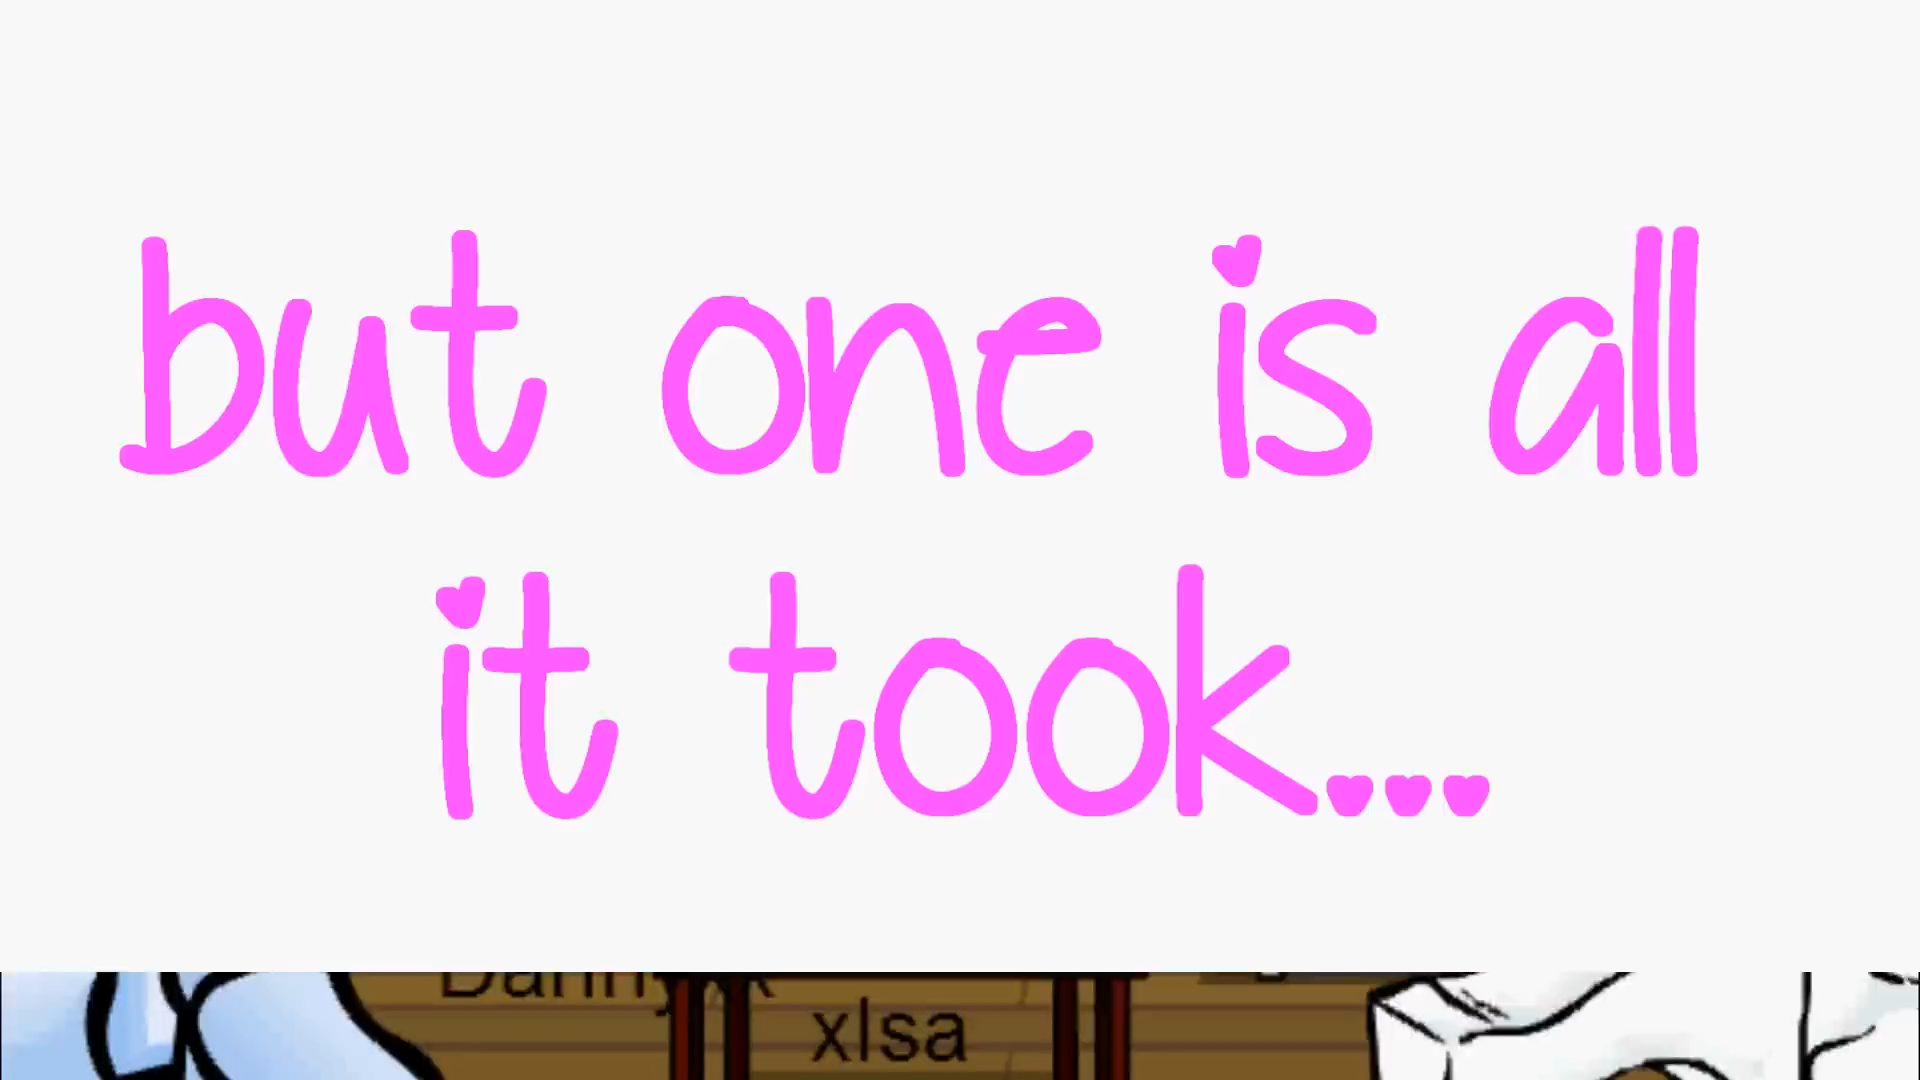 but one is all
it took...
xlsa